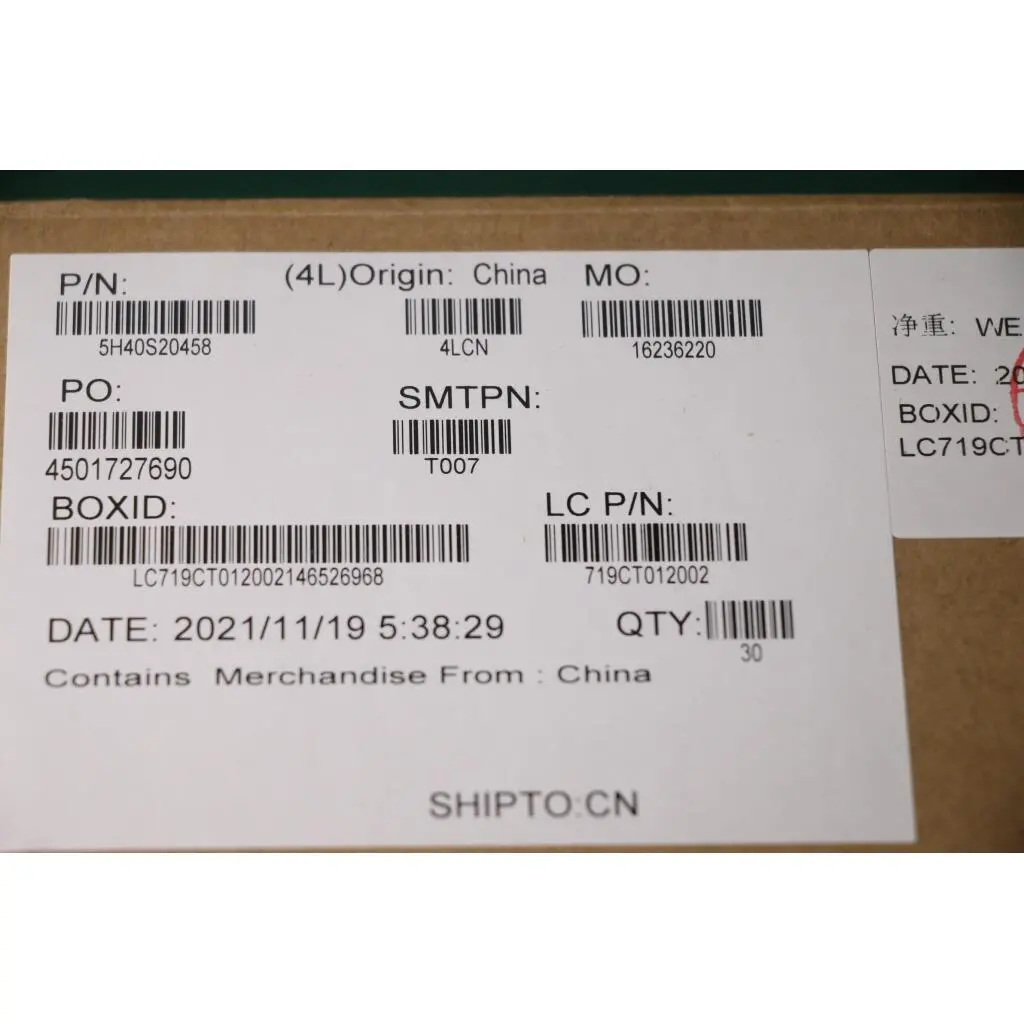 P/N:
5H40S20458
(4L)Origin: China
4LCN
MO:
16236220
PO:
4501727690
SMTPN:
T007
BOXID:
LC719CT012002146526968
LC P/N:
719CT012002
DATE: 2021/11/19 5:38:29
QTY:
30
Contains Merchandise From : China
SHIPTO:CN
净重: WE
DATE: 20
BOXID:
LC719CT